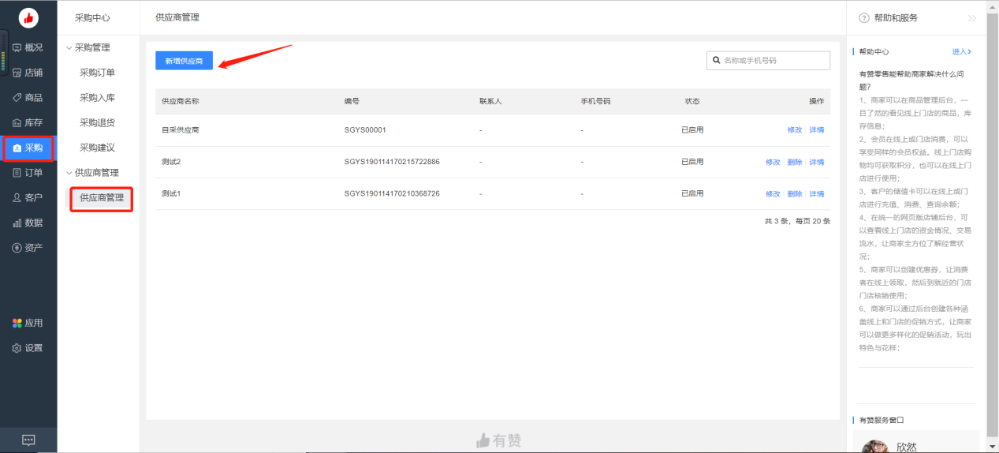 概况
店铺
商品
库存
采购
订单
客户
数据
资产
应用
设置
采购中心
采购管理
采购订单
采购入库
采购退货
采购建议
供应商管理
供应商管理
供应商管理
新增供应商
名称或手机号码
供应商名称 编号 联系人 手机号码 状态 操作
自采供应商 SGYS00001 - - 已启用 修改 详情
测试2 SGYS190114170215722886 - - 已启用 修改 删除 详情
测试1 SGYS190114170210368726 - - 已启用 修改 删除 详情
共 3 条，每页 20 条
有赞
? 帮助和服务
帮助中心 进入
有赞零售能帮助商家解决什么问
题?
1、商家可以在商品管理后台，一
目了然的看见线上门店的商品，库
存信息；
2、会员在线上或门店消费，可以
享受同样的会员权益。线上门店购
物均可获取积分，也可以在线上门
店进行使用；
3、客户的储值卡可以在线上或门
店进行充值、消费、查询余额；
4、在统一的网页版店铺后台，可
以查看线上门店的资金情况、交易
流水，让商家全方位了解经营状
况；
5、商家可以创建优惠券，让消费
者在线上领取，然后到就近的门店
门店核销使用；
6、商家可以通过后台创建各种涵
盖线上和门店的促销方式，让商家
可以做更多样化的促销活动，玩出
特色与花样；
有赞服务窗口
欣然